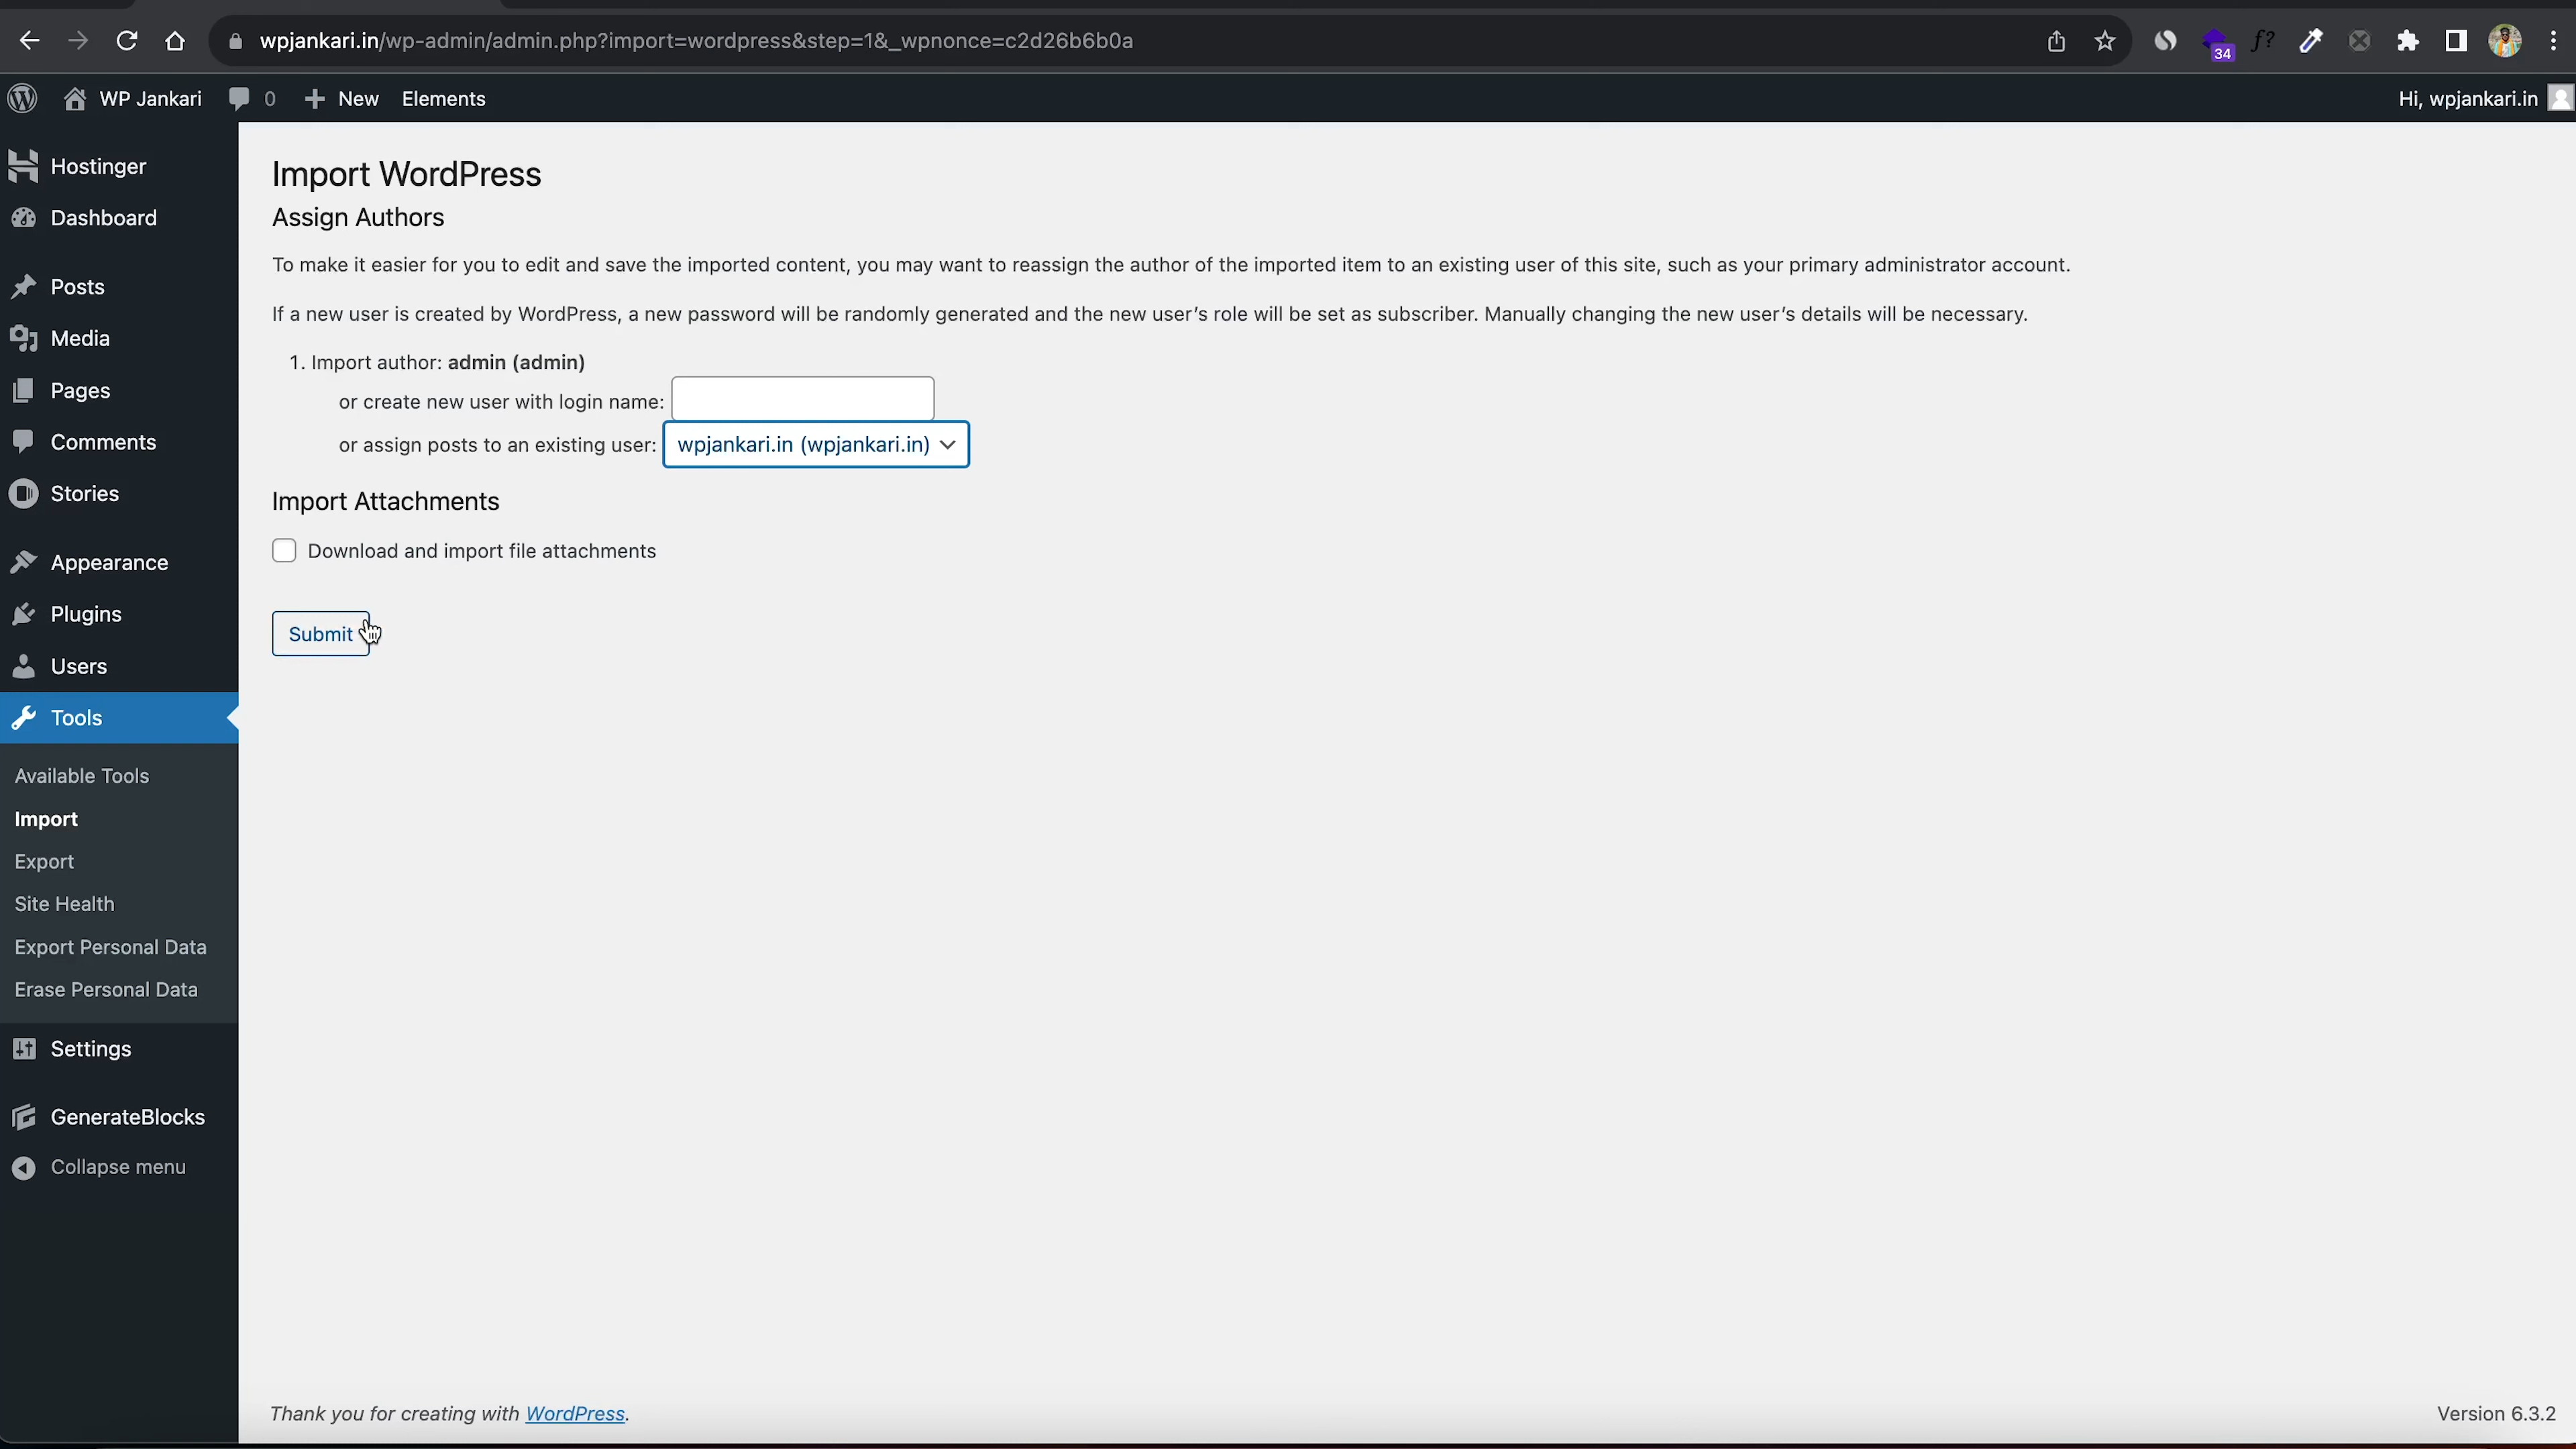 wpjankari.in/wp-admin/admin.php?import=wordpress&step=1&_wpnonce=c2d26b6b0a
34
f?
WP Jankari
0
New
Elements
Hi, wpjankari.in
Hostinger
Dashboard
Posts
Media
Pages
Comments
Stories
Appearance
Plugins
Users
Tools
Available Tools
Import
Export
Site Health
Export Personal Data
Erase Personal Data
Settings
GenerateBlocks
Collapse menu
Import WordPress
Assign Authors
To make it easier for you to edit and save the imported content, you may want to reassign the author of the imported item to an existing user of this site, such as your primary administrator account.
If a new user is created by WordPress, a new password will be randomly generated and the new user's role will be set as subscriber. Manually changing the new user's details will be necessary.
1. Import author: admin (admin)
or create new user with login name:
or assign posts to an existing user: wpjankari.in (wpjankari.in)
Import Attachments
Download and import file attachments
Submit
Thank you for creating with WordPress.
Version 6.3.2